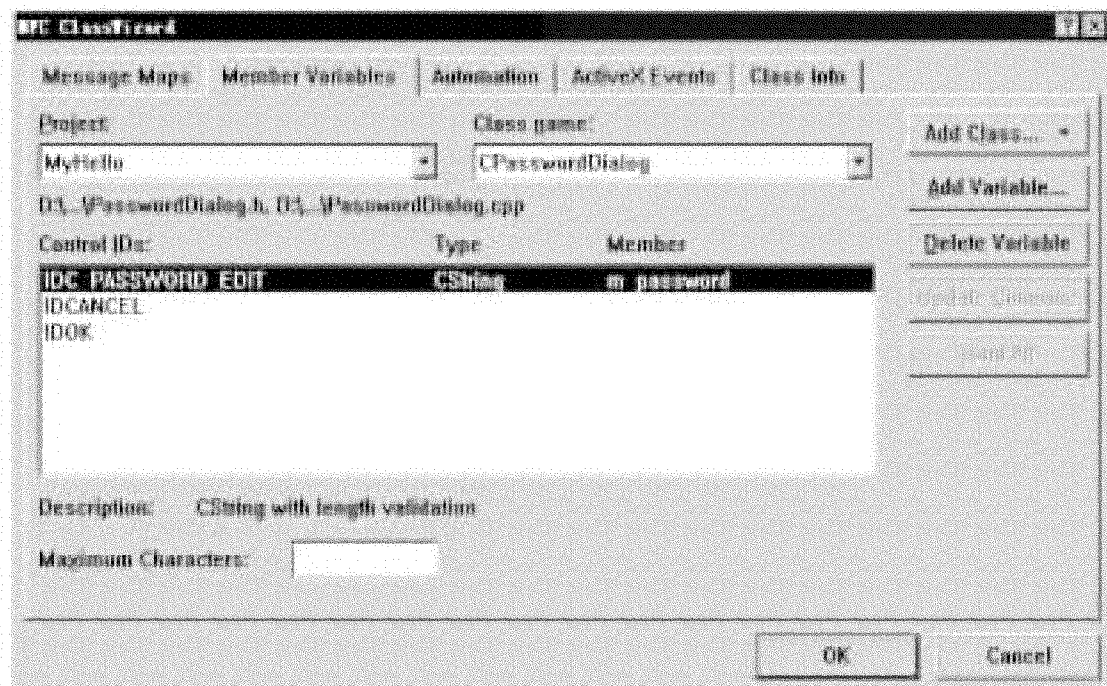 MFC ClassWizard
Message Maps Member Variables Automation ActiveX Events Class Info
Project: Class name:
MyHello CPasswordDialog
Add Class...
Add Variable...
D:\...\PasswordDialog.h, D:\...\PasswordDialog.cpp
Control IDs: Type Member
Delete Variable
IDC_PASSWORD_EDIT CString m_password
IDCANCEL
Update Columns
IDOK
Description: CString with length validation
Maximum Characters:
OK Cancel